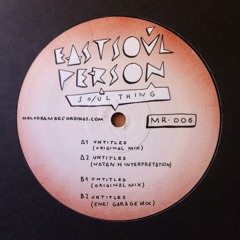 EASTSOUL
PERSON
SOUL THING
MELODRAMARECORDINGS.COM
MR-006
A1 UNTITLED
(ORIGINAL MIX)
A2 UNTITLED
(NATAN H INTERPRETATION)
B1 UNTITLED
(ORIGINAL MIX)
B2 UNTITLED
(ENEI GARAGE MIX)